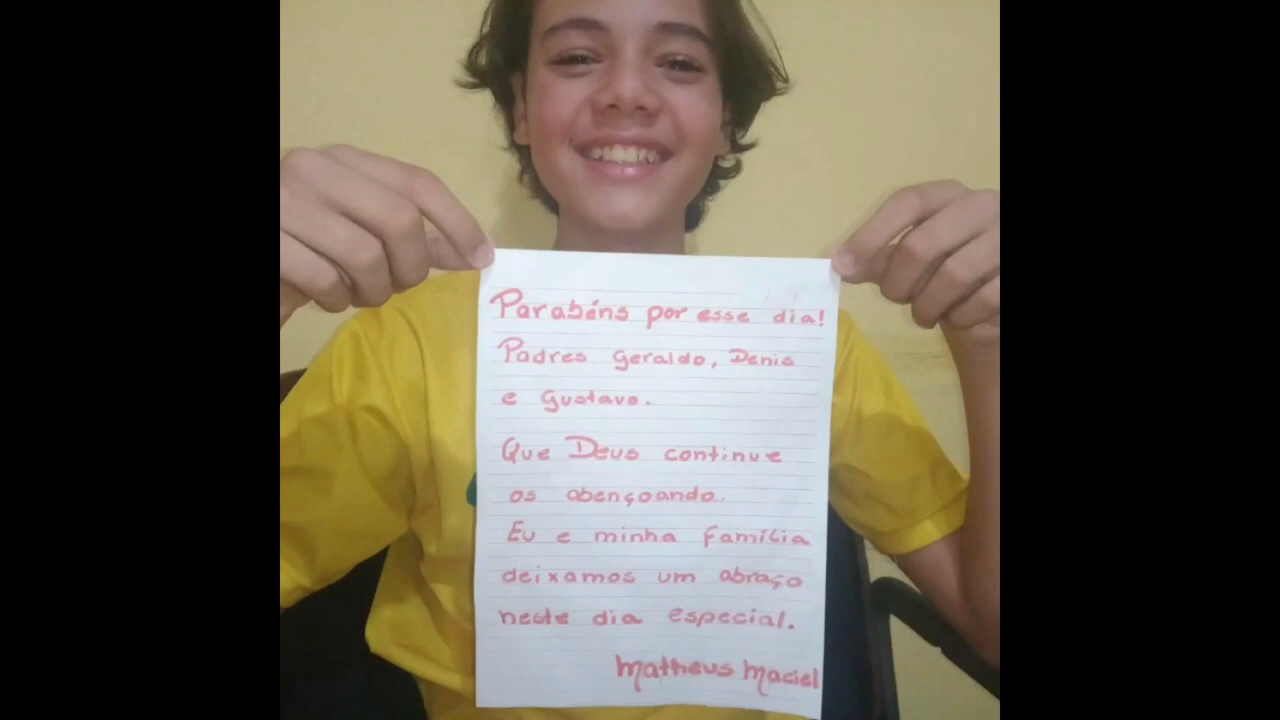 Parabéns por esse dia!
Padres Geraldo, Denis
e Gustavo.
Que Deus continue
os abençoando.
Eu e minha família
deixamos um abraço
neste dia especial.
Matheus Maciel